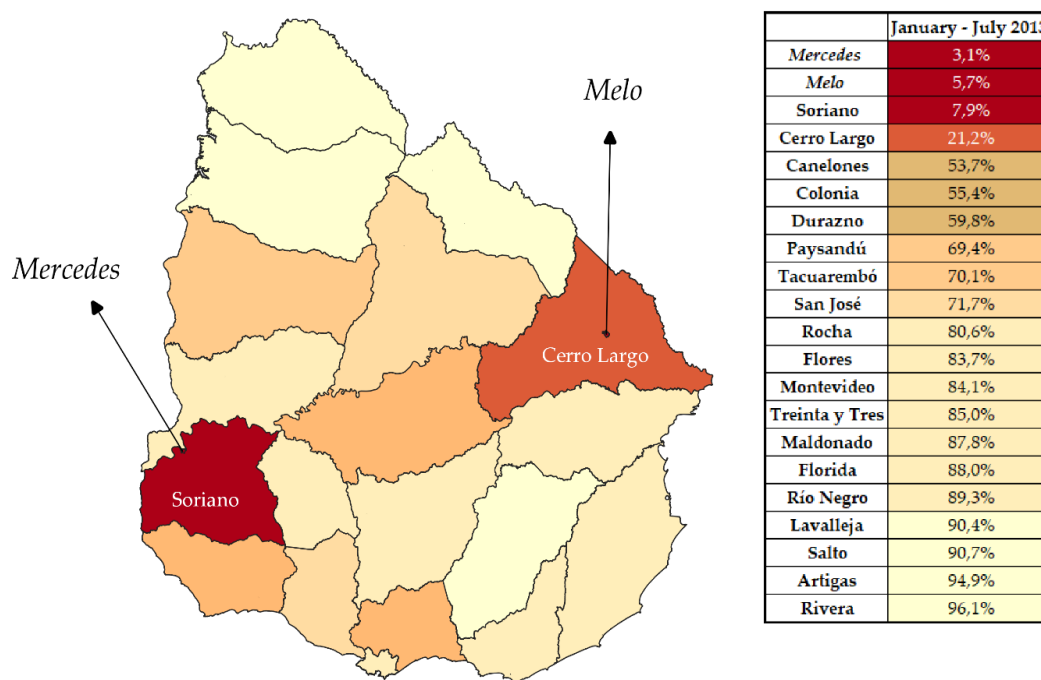 Melo
Mercedes
Cerro Largo
Soriano
January - July 2013
Mercedes 3,1%
Melo 5,7%
Soriano 7,9%
Cerro Largo 21,2%
Canelones 53,7%
Colonia 55,4%
Durazno 59,8%
Paysandú 69,4%
Tacuarembó 70,1%
San José 71,7%
Rocha 80,6%
Flores 83,7%
Montevideo 84,1%
Treinta y Tres 85,0%
Maldonado 87,8%
Florida 88,0%
Río Negro 89,3%
Lavalleja 90,4%
Salto 90,7%
Artigas 94,9%
Rivera 96,1%